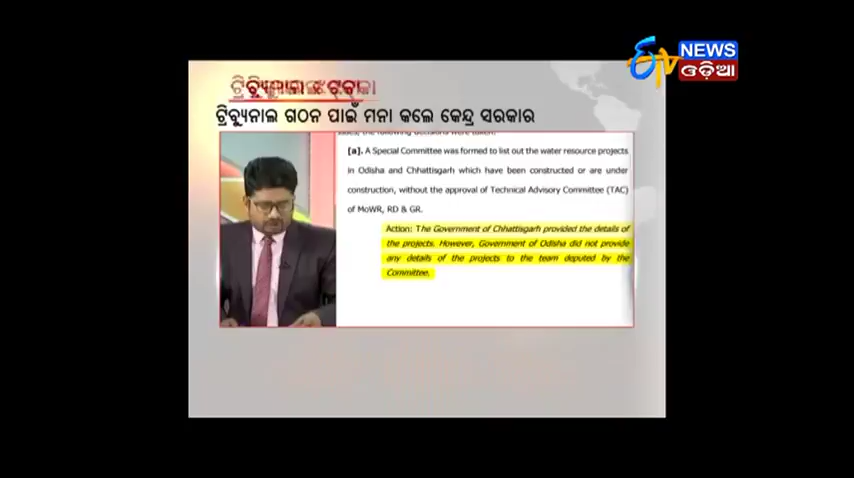 ETV NEWS
ଓଡ଼ିଆ
ଟ୍ରିବ୍ୟୁନାଲ ଗଠନ ପାଇଁ ମନା କଲେ କେନ୍ଦ୍ର ସରକାର
[a]. A Special Committee was formed to list out the water resource projects
in Odisha and Chhattisgarh which have been constructed or are under
construction, without the approval of Technical Advisory Committee (TAC)
of MoWR, RD & GR.
Action: The Government of Chhattisgarh provided the details of
the projects. However, Government of Odisha did not provide
any details of the projects to the team deputed by the
Committee.